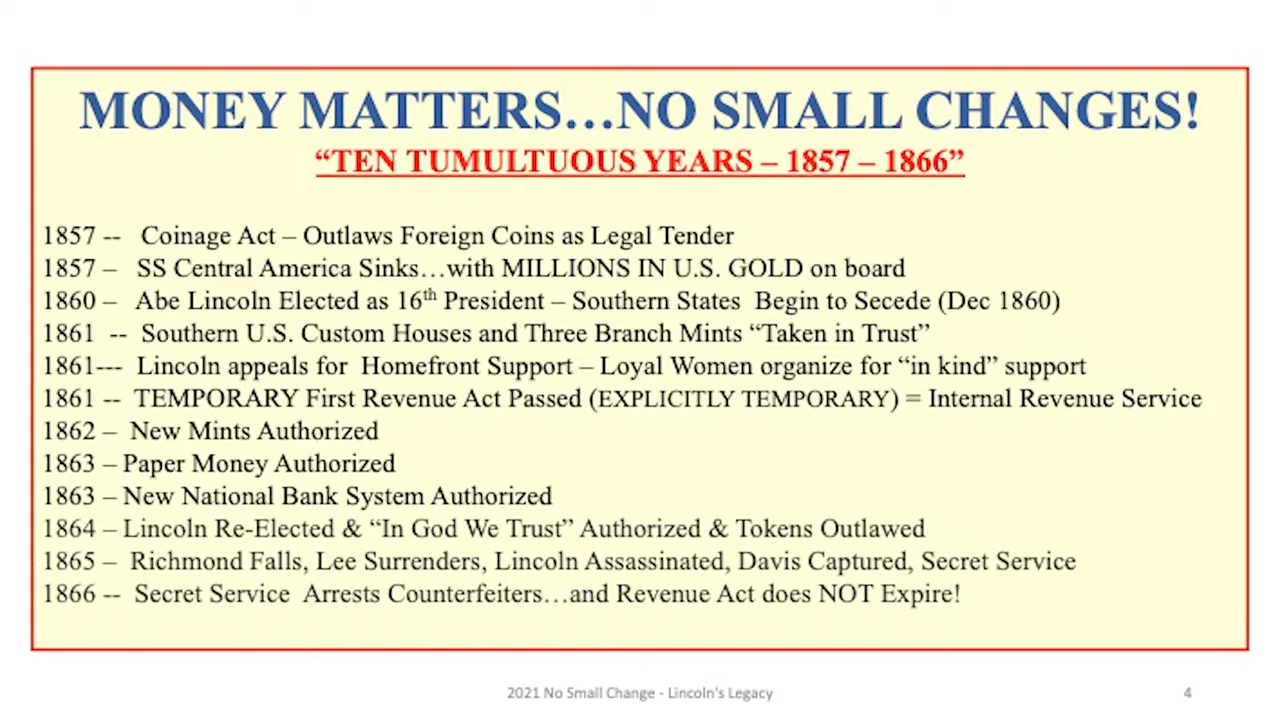 MONEY MATTERS…NO SMALL CHANGES!
“TEN TUMULTUOUS YEARS – 1857 – 1866”
1857 -- Coinage Act – Outlaws Foreign Coins as Legal Tender
1857 – SS Central America Sinks…with MILLIONS IN U.S. GOLD on board
1860 – Abe Lincoln Elected as 16th President – Southern States Begin to Secede (Dec 1860)
1861 -- Southern U.S. Custom Houses and Three Branch Mints “Taken in Trust”
1861--- Lincoln appeals for Homefront Support – Loyal Women organize for “in kind” support
1861 -- TEMPORARY First Revenue Act Passed (EXPLICITLY TEMPORARY) = Internal Revenue Service
1862 – New Mints Authorized
1863 – Paper Money Authorized
1863 – New National Bank System Authorized
1864 – Lincoln Re-Elected & “In God We Trust” Authorized & Tokens Outlawed
1865 – Richmond Falls, Lee Surrenders, Lincoln Assassinated, Davis Captured, Secret Service
1866 -- Secret Service Arrests Counterfeiters…and Revenue Act does NOT Expire!
2021 No Small Change - Lincoln's Legacy
4